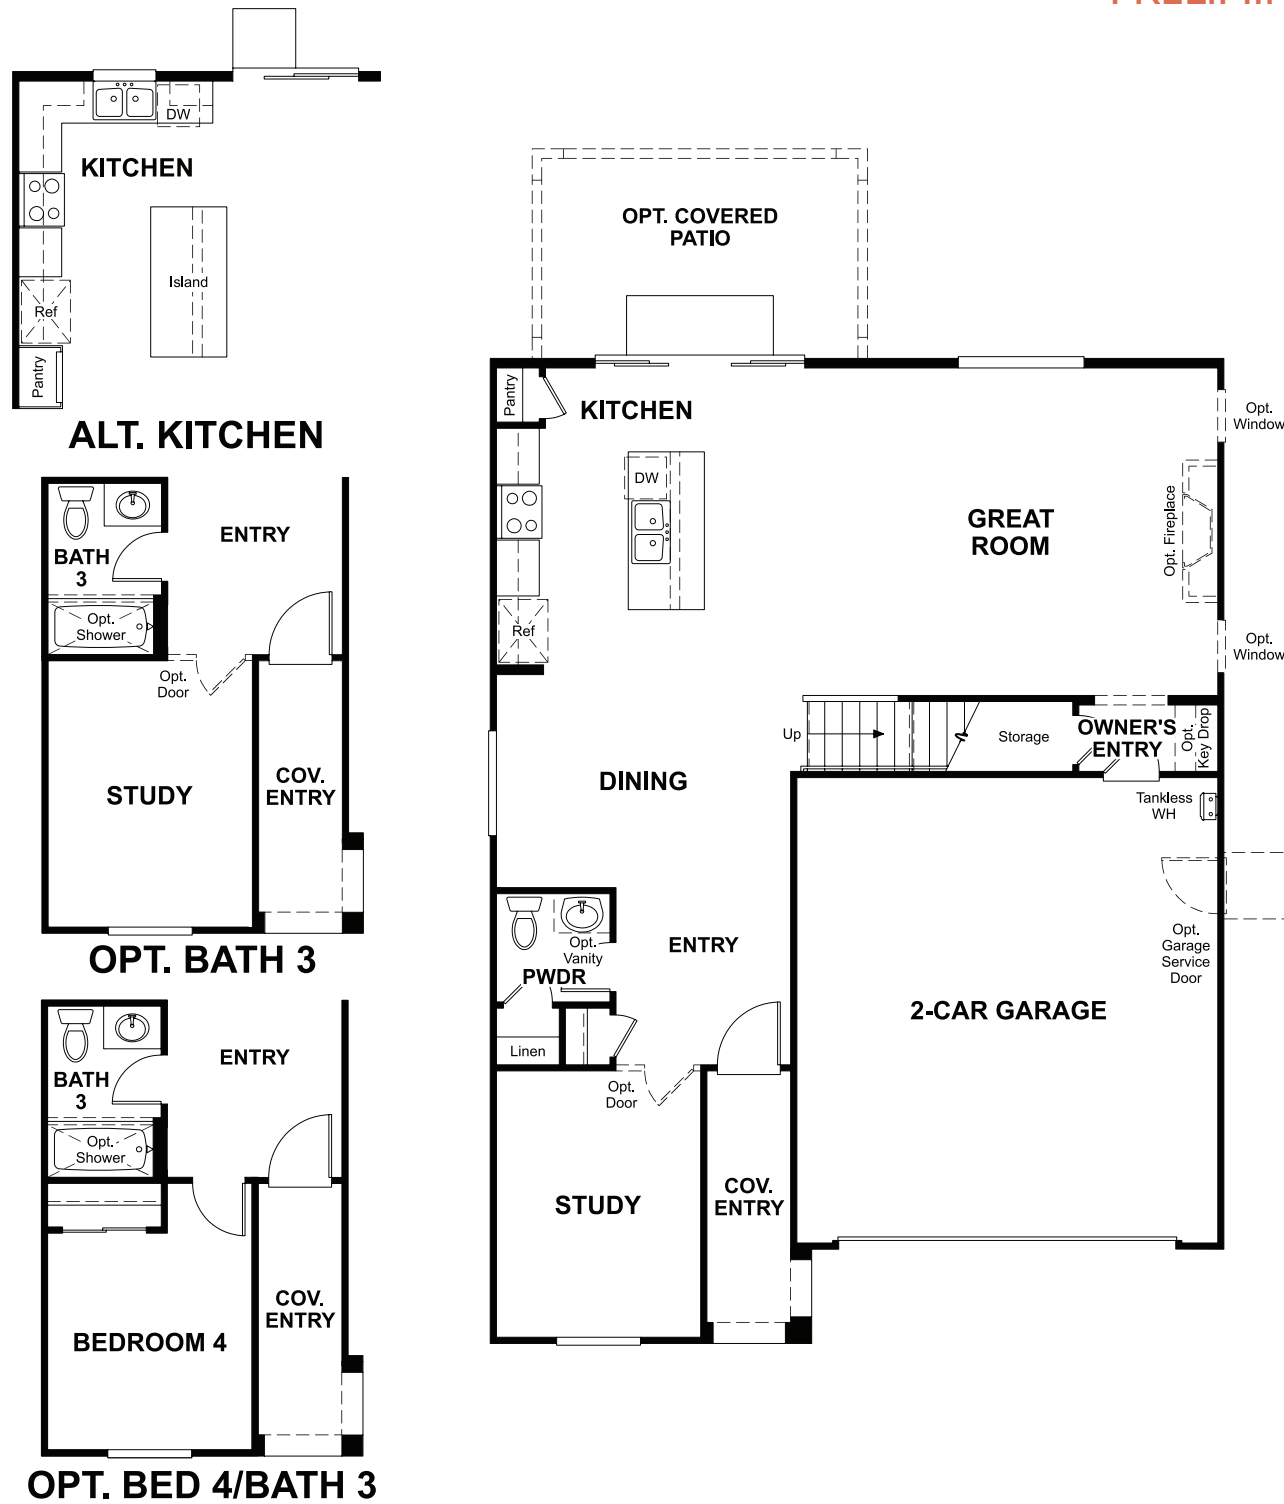 DW
KITCHEN
Island
Ref
Pantry
ALT. KITCHEN
ENTRY
BATH
3
Opt.
Shower
Opt.
Door
STUDY
COV.
ENTRY
OPT. BATH 3
ENTRY
BATH
3
Opt.
Shower
COV.
ENTRY
BEDROOM 4
OPT. BED 4/BATH 3
OPT. COVERED
PATIO
Pantry
KITCHEN
DW
Ref
GREAT
ROOM
Opt. Fireplace
Opt.
Window
Opt.
Window
Up
Storage
OWNER'S
ENTRY
Opt.
Key Drop
DINING
Tankless
WH
Opt.
Garage
Service
Door
Opt.
Vanity
PWDR
ENTRY
Linen
2-CAR GARAGE
Opt.
Door
STUDY
COV.
ENTRY